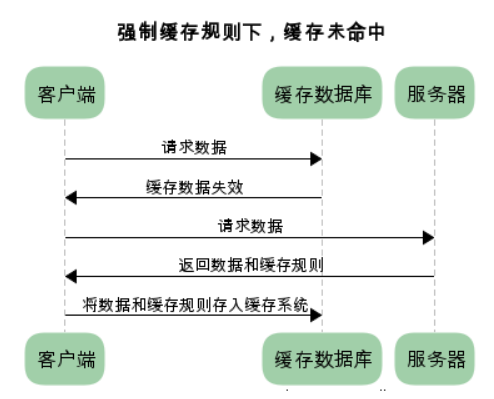 强制缓存规则下，缓存未命中
客户端 缓存数据库 服务器
请求数据
缓存数据失效
请求数据
返回数据和缓存规则
将数据和缓存规则存入缓存系统
客户端 缓存数据库 服务器